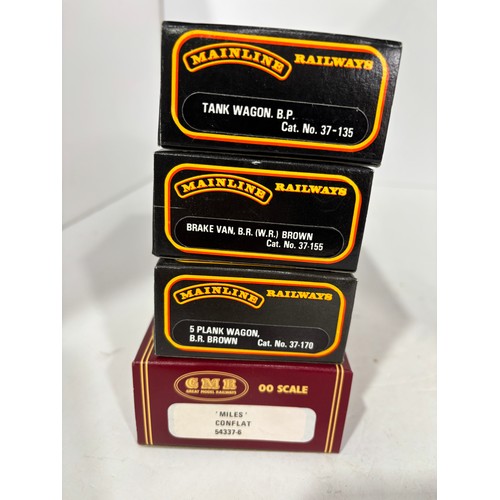 MAINLINE RAILWAYS
TANK WAGON. B.P.
Cat. No. 37-135
MAINLINE RAILWAYS
BRAKE VAN, B.R. (W.R.) BROWN
Cat. No. 37-155
MAINLINE RAILWAYS
5 PLANK WAGON,
B.R. BROWN Cat. No. 37-170
GMR OO SCALE
GREAT MODEL RAILWAYS
'MILES'
CONFLAT
54337-6